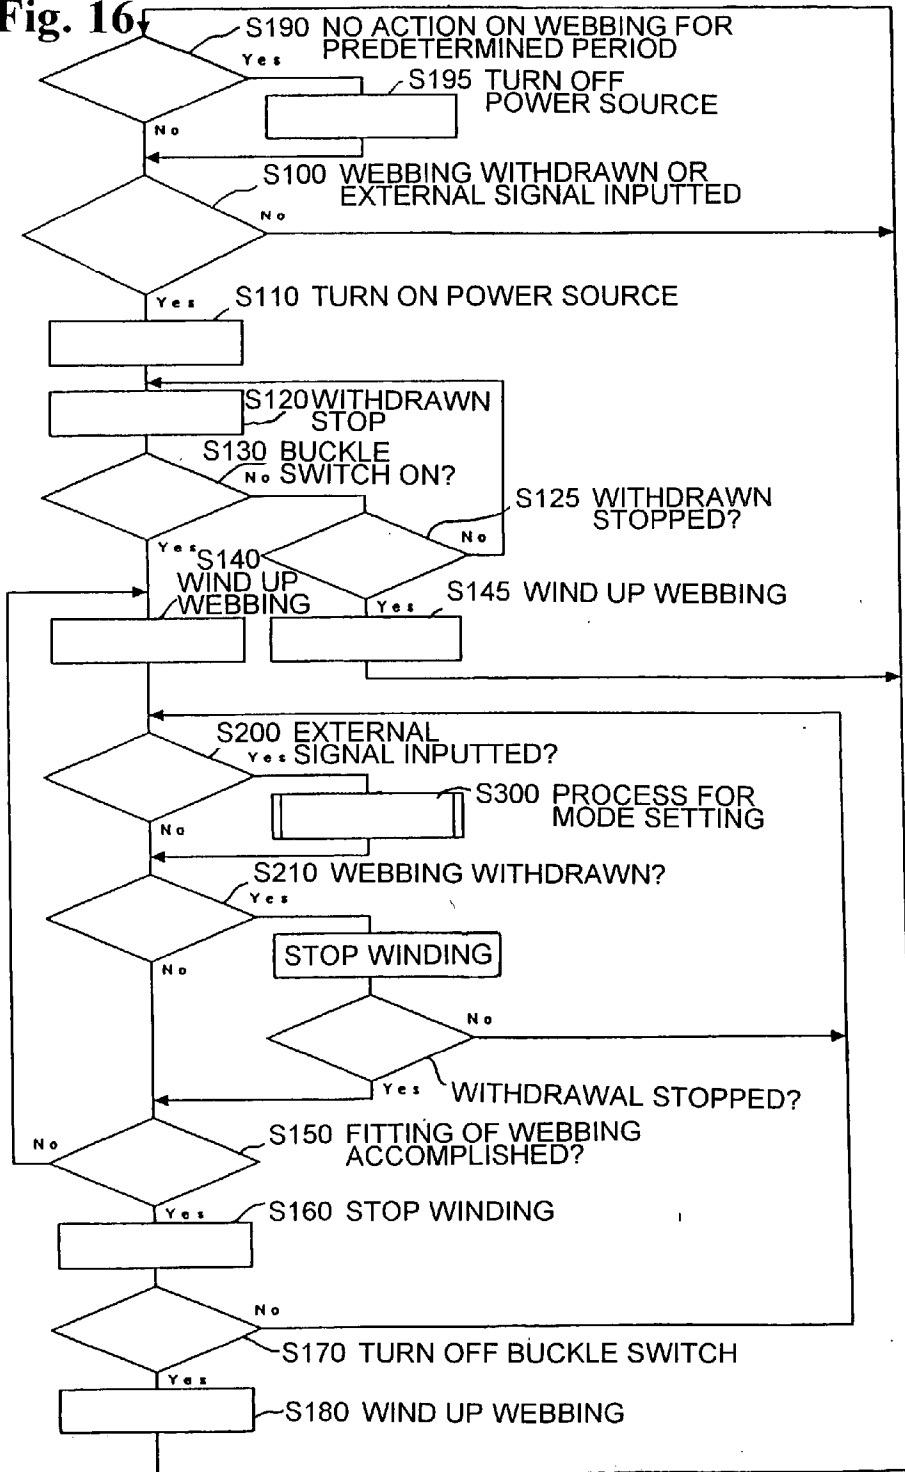 Fig. 16
S190 NO ACTION ON WEBBING FOR
PREDETERMINED PERIOD
Yes
S195 TURN OFF
POWER SOURCE
No
S100 WEBBING WITHDRAWN OR
EXTERNAL SIGNAL INPUTTED
No
Yes
S110 TURN ON POWER SOURCE
S120 WITHDRAWN
STOP
S130 BUCKLE
No SWITCH ON?
S125 WITHDRAWN
STOPPED?
No
Yes S140
WIND UP
WEBBING
Yes
S145 WIND UP WEBBING
S200 EXTERNAL
Yes SIGNAL INPUTTED?
S300 PROCESS FOR
MODE SETTING
No
S210 WEBBING WITHDRAWN?
Yes
STOP WINDING
No
No
Yes
WITHDRAWAL STOPPED?
No
S150 FITTING OF WEBBING
ACCOMPLISHED?
Yes
S160 STOP WINDING
No
S170 TURN OFF BUCKLE SWITCH
Yes
S180 WIND UP WEBBING